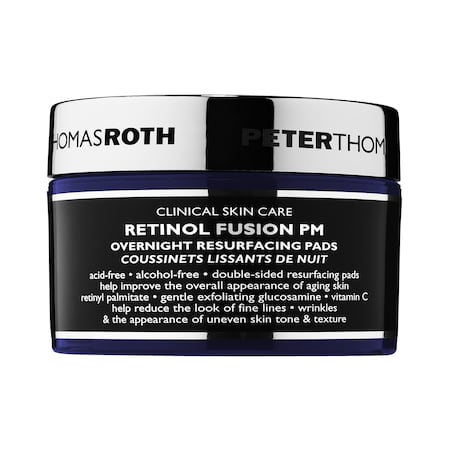 HOMASROTH PETERTHOM
CLINICAL SKIN CARE
RETINOL FUSION PM
OVERNIGHT RESURFACING PADS
COUSSINETS LISSANTS DE NUIT
acid-free • alcohol-free • double-sided resurfacing pads
help improve the overall appearance of aging skin
retinyl palmitate • gentle exfoliating glucosamine • vitamin C
help reduce the look of fine lines • wrinkles
& the appearance of uneven skin tone & texture